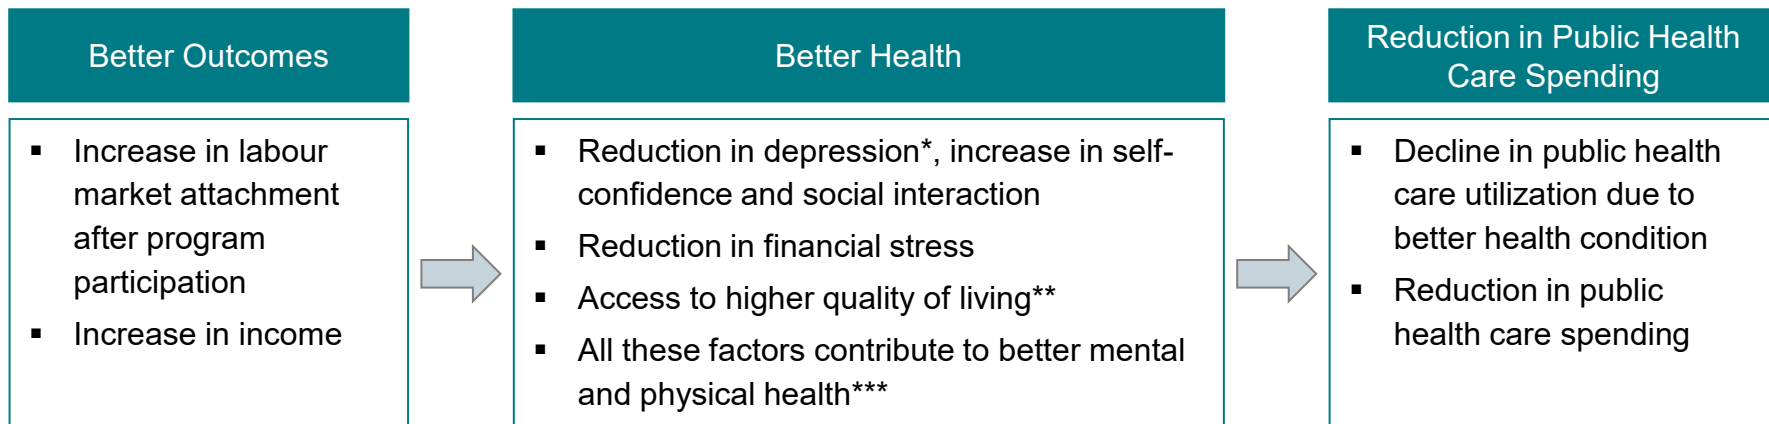 Better Outcomes
▪ Increase in labour
market attachment
after program
participation
▪ Increase in income
Better Health
▪ Reduction in depression*, increase in self-
confidence and social interaction
▪ Reduction in financial stress
▪ Access to higher quality of living**
▪ All these factors contribute to better mental
and physical health***
Reduction in Public Health
Care Spending
▪ Decline in public health
care utilization due to
better health condition
▪ Reduction in public
health care spending